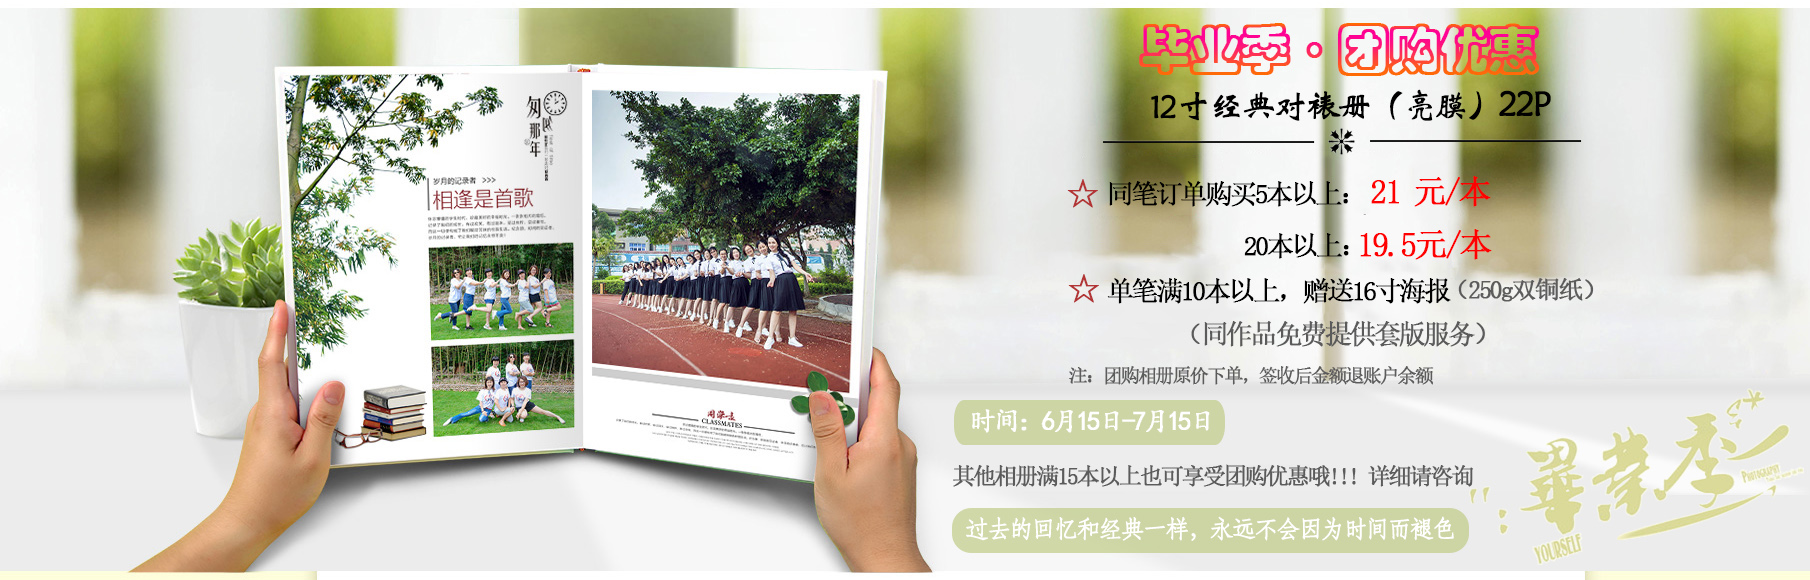 匆
那
年
岁月的记录者 >>>
相逢是首歌
同学录
CLASSMATES
毕业季·团购优惠
12寸经典对裱册（亮膜）22P
☆ 同笔订单购买5本以上： 21 元/本
20本以上：19.5元/本
☆ 单笔满10本以上，赠送16寸海报（250g双铜纸）
（同作品免费提供套版服务）
注：团购相册原价下单，签收后金额退账户余额
时间：6月15日-7月15日
其他相册满15本以上也可享受团购优惠哦!!! 详细请咨询
过去的回忆和经典一样，永远不会因为时间而褪色
畢業季
PHOTOGRAPHY
YOURSELF